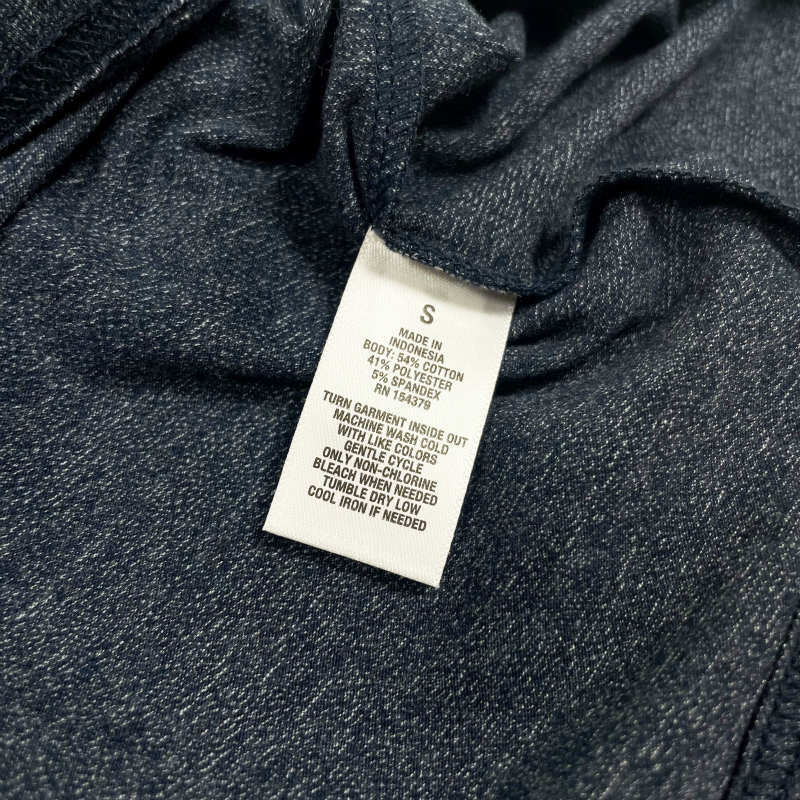 S
MADE IN
INDONESIA
BODY: 54% COTTON
41% POLYESTER
5% SPANDEX
RN 154379
TURN GARMENT INSIDE OUT
MACHINE WASH COLD
WITH LIKE COLORS
GENTLE CYCLE
ONLY NON-CHLORINE
BLEACH WHEN NEEDED
TUMBLE DRY LOW
COOL IRON IF NEEDED